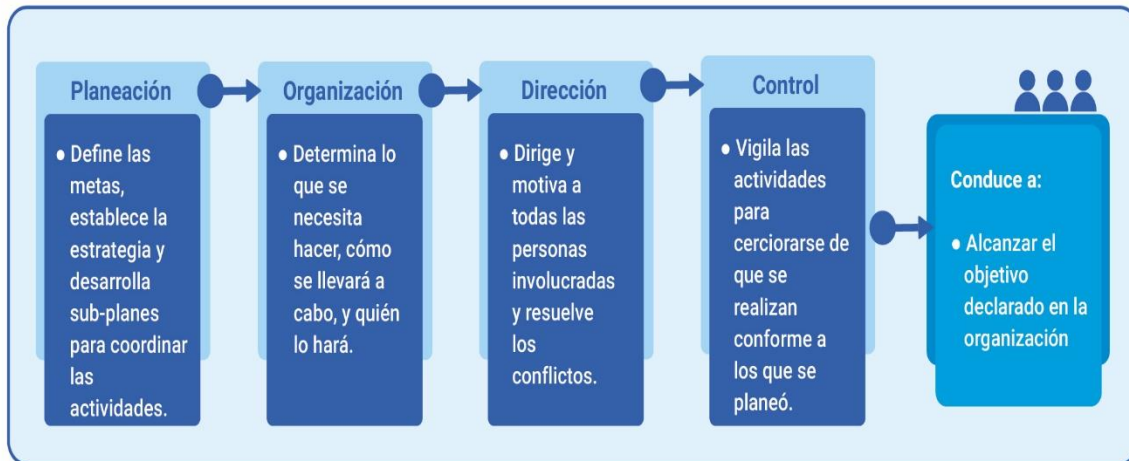 Planeación
● Define las
metas,
establece la
estrategia y
desarrolla
sub-planes
para coordinar
las
actividades.
Organización
● Determina lo
que se
necesita
hacer, cómo
se llevará a
cabo, y quién
lo hará.
Dirección
● Dirige y
motiva a
todas las
personas
involucradas
y resuelve
los
conflictos.
Control
● Vigila las
actividades
para
cerciorarse de
que se
realizan
conforme a
los que se
planeó.
Conduce a:
● Alcanzar el
objetivo
declarado en la
organización